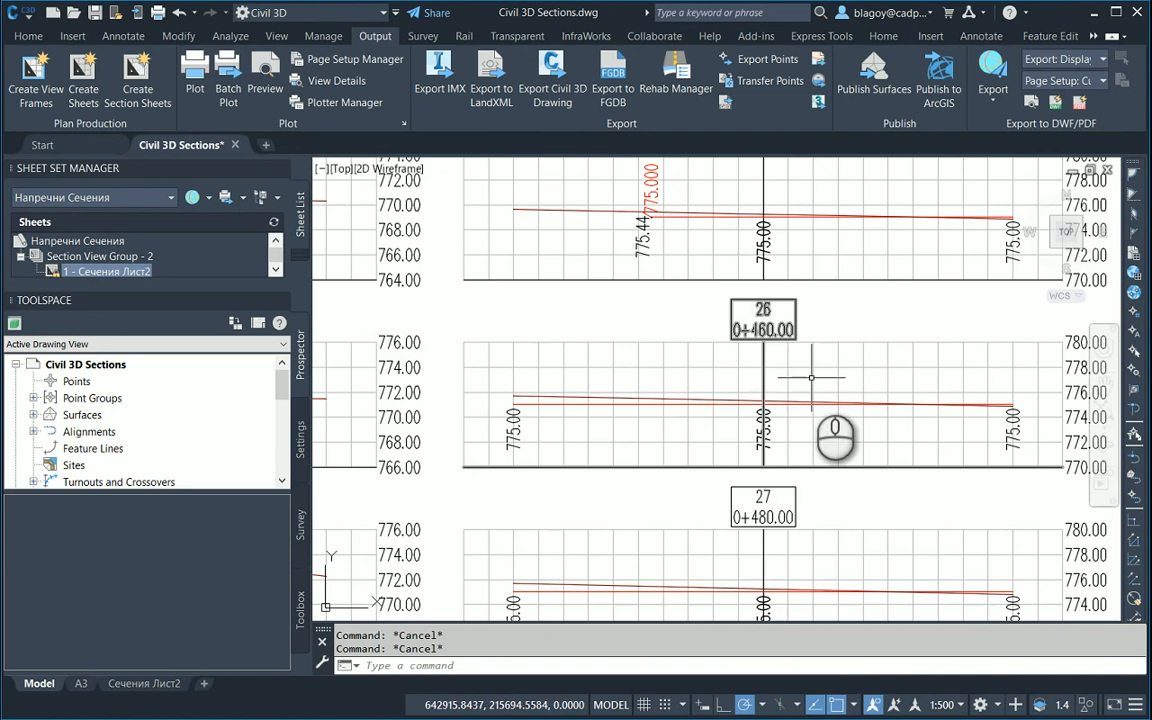 C
C3D
Civil 3D
Share
Civil 3D Sections.dwg
Type a keyword or phrase
blagoy@cadp...
Home
Insert
Annotate
Modify
Analyze
View
Manage
Output
Survey
Rail
Transparent
InfraWorks
Collaborate
Help
Add-ins
Express Tools
Home
Insert
Annotate
Feature Edit
Create View Frames
Create Sheets
Create Section Sheets
Plot
Batch Plot
Preview
Page Setup Manager
View Details
Plotter Manager
Export IMX
Export to LandXML
Export Civil 3D Drawing
Export to FGDB
Rehab Manager
Export Points
Transfer Points
Publish Surfaces
Publish to ArcGIS
Export
Export: Display
Page Setup: Cu
Plan Production
Plot
Export
Publish
Export to DWF/PDF
Start
Civil 3D Sections*
SHEET SET MANAGER
Напречни Сечения
Sheets
Напречни Сечения
Section View Group - 2
1 - Сечения Лист2
Sheet List
TOOLSPACE
Active Drawing View
Civil 3D Sections
Points
Point Groups
Surfaces
Alignments
Feature Lines
Sites
Turnouts and Crossovers
Prospector
Settings
Survey
Toolbox
[−][Top][2D Wireframe]
772.00
770.00
768.00
766.00
764.00
775.000
775.44
775.00
775.00
780.00
778.00
776.00
774.00
772.00
770.00
N
W
TOP
WCS
26
0+460.00
776.00
774.00
772.00
770.00
768.00
766.00
775.00
775.00
775.00
780.00
778.00
776.00
774.00
772.00
770.00
27
0+480.00
776.00
774.00
772.00
770.00
780.00
778.00
776.00
774.00
Y
X
Command: *Cancel*
Command: *Cancel*
Type a command
Model
A3
Сечения Лист2
642915.8437, 215694.5584, 0.0000
MODEL
1:500
1.4